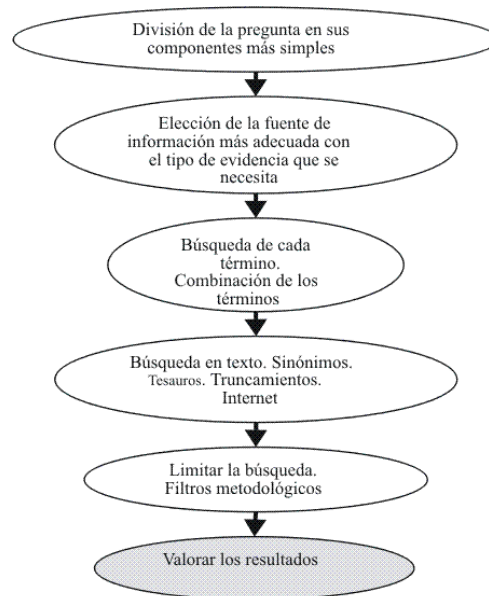 División de la pregunta en sus
componentes más simples
Elección de la fuente de
información más adecuada con
el tipo de evidencia que se
necesita
Búsqueda de cada
término.
Combinación de los
términos
Búsqueda en texto. Sinónimos.
Tesauros. Truncamientos.
Internet
Limitar la búsqueda.
Filtros metodológicos
Valorar los resultados